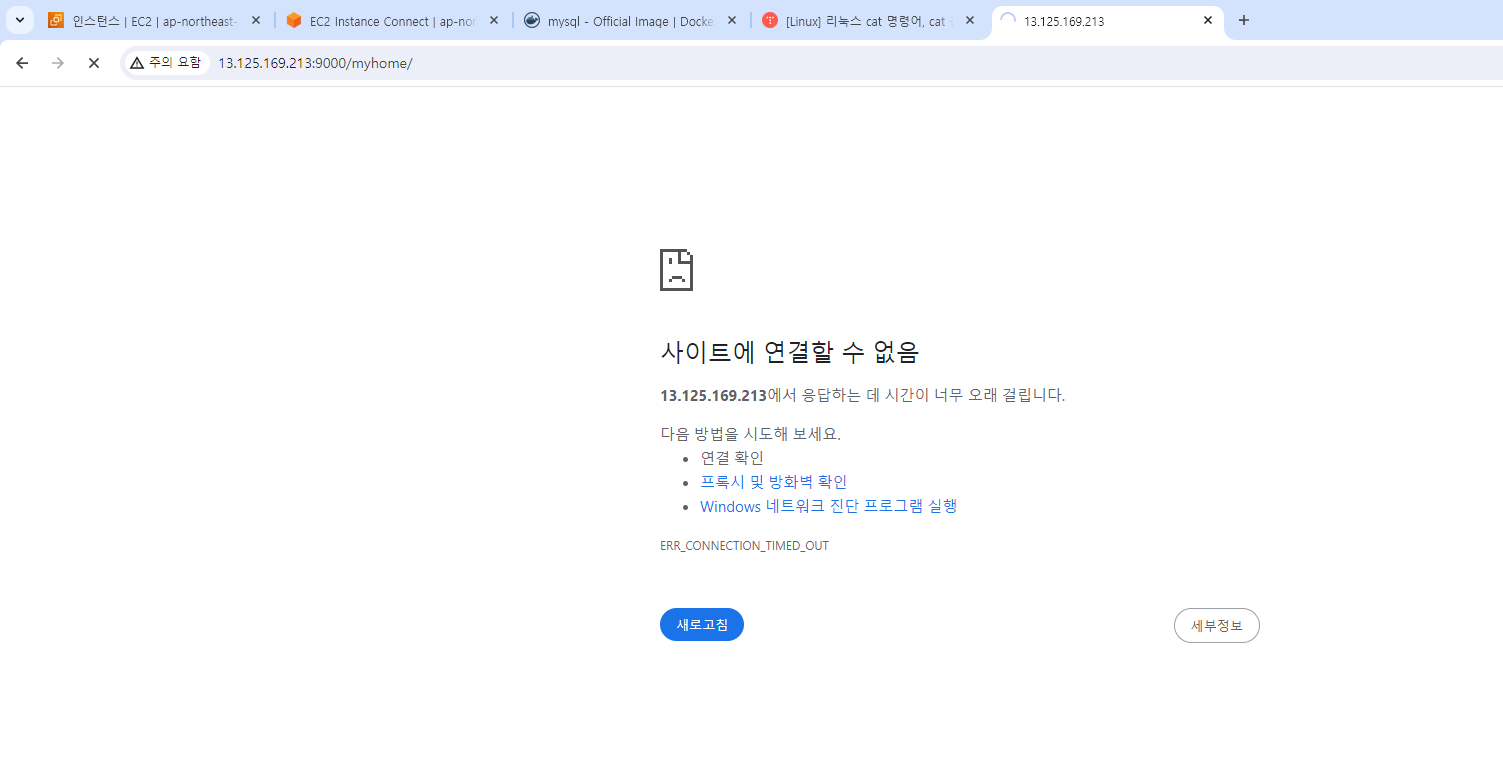 인스턴스 | EC2 | ap-northeast-
EC2 Instance Connect | ap-nor
mysql - Official Image | Docke
[Linux] 리눅스 cat 명령어, cat
13.125.169.213
주의 요함
13.125.169.213:9000/myhome/
사이트에 연결할 수 없음
13.125.169.213에서 응답하는 데 시간이 너무 오래 걸립니다.
다음 방법을 시도해 보세요.
연결 확인
프록시 및 방화벽 확인
Windows 네트워크 진단 프로그램 실행
ERR_CONNECTION_TIMED_OUT
새로고침
세부정보